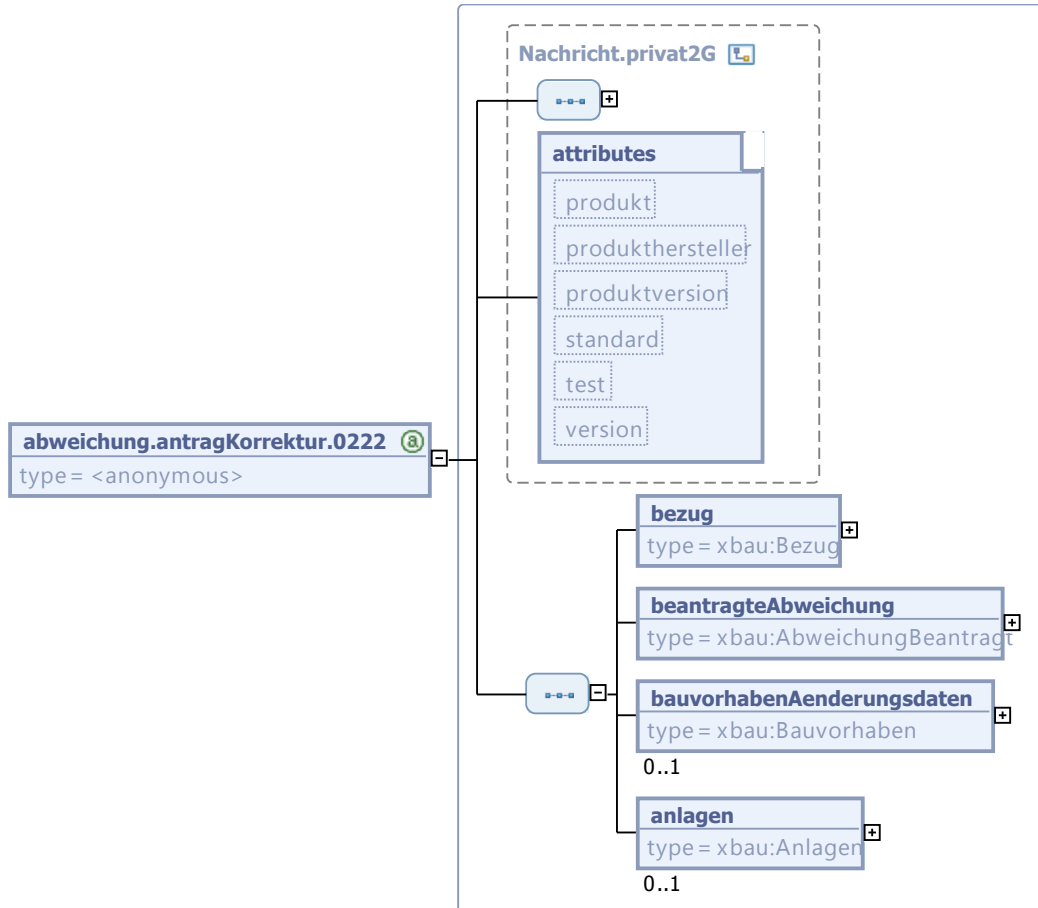 Nachricht.privat2G
attributes
produkt
produkthersteller
produktversion
standard
test
version
abweichung.antragKorrektur.0222 a
type = <anonymous>
bezug
type = xbau:Bezug
beantragteAbweichung
type = xbau:AbweichungBeantragt
bauvorhabenAenderungsdaten
type = xbau:Bauvorhaben
0..1
anlagen
type = xbau:Anlagen
0..1